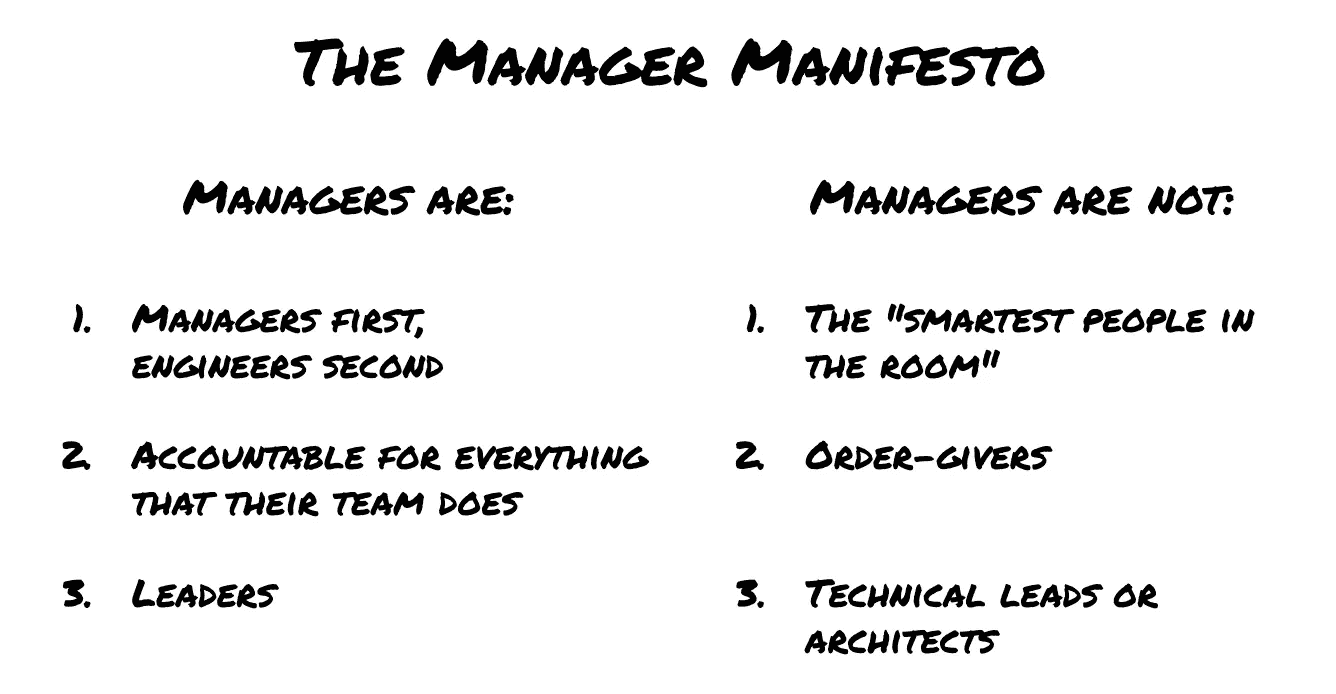 The Manager Manifesto
Managers are:
1. Managers first,
engineers second
2. Accountable for everything
that their team does
3. Leaders
Managers are not:
1. The "smartest people in
the room"
2. Order-givers
3. Technical leads or
architects